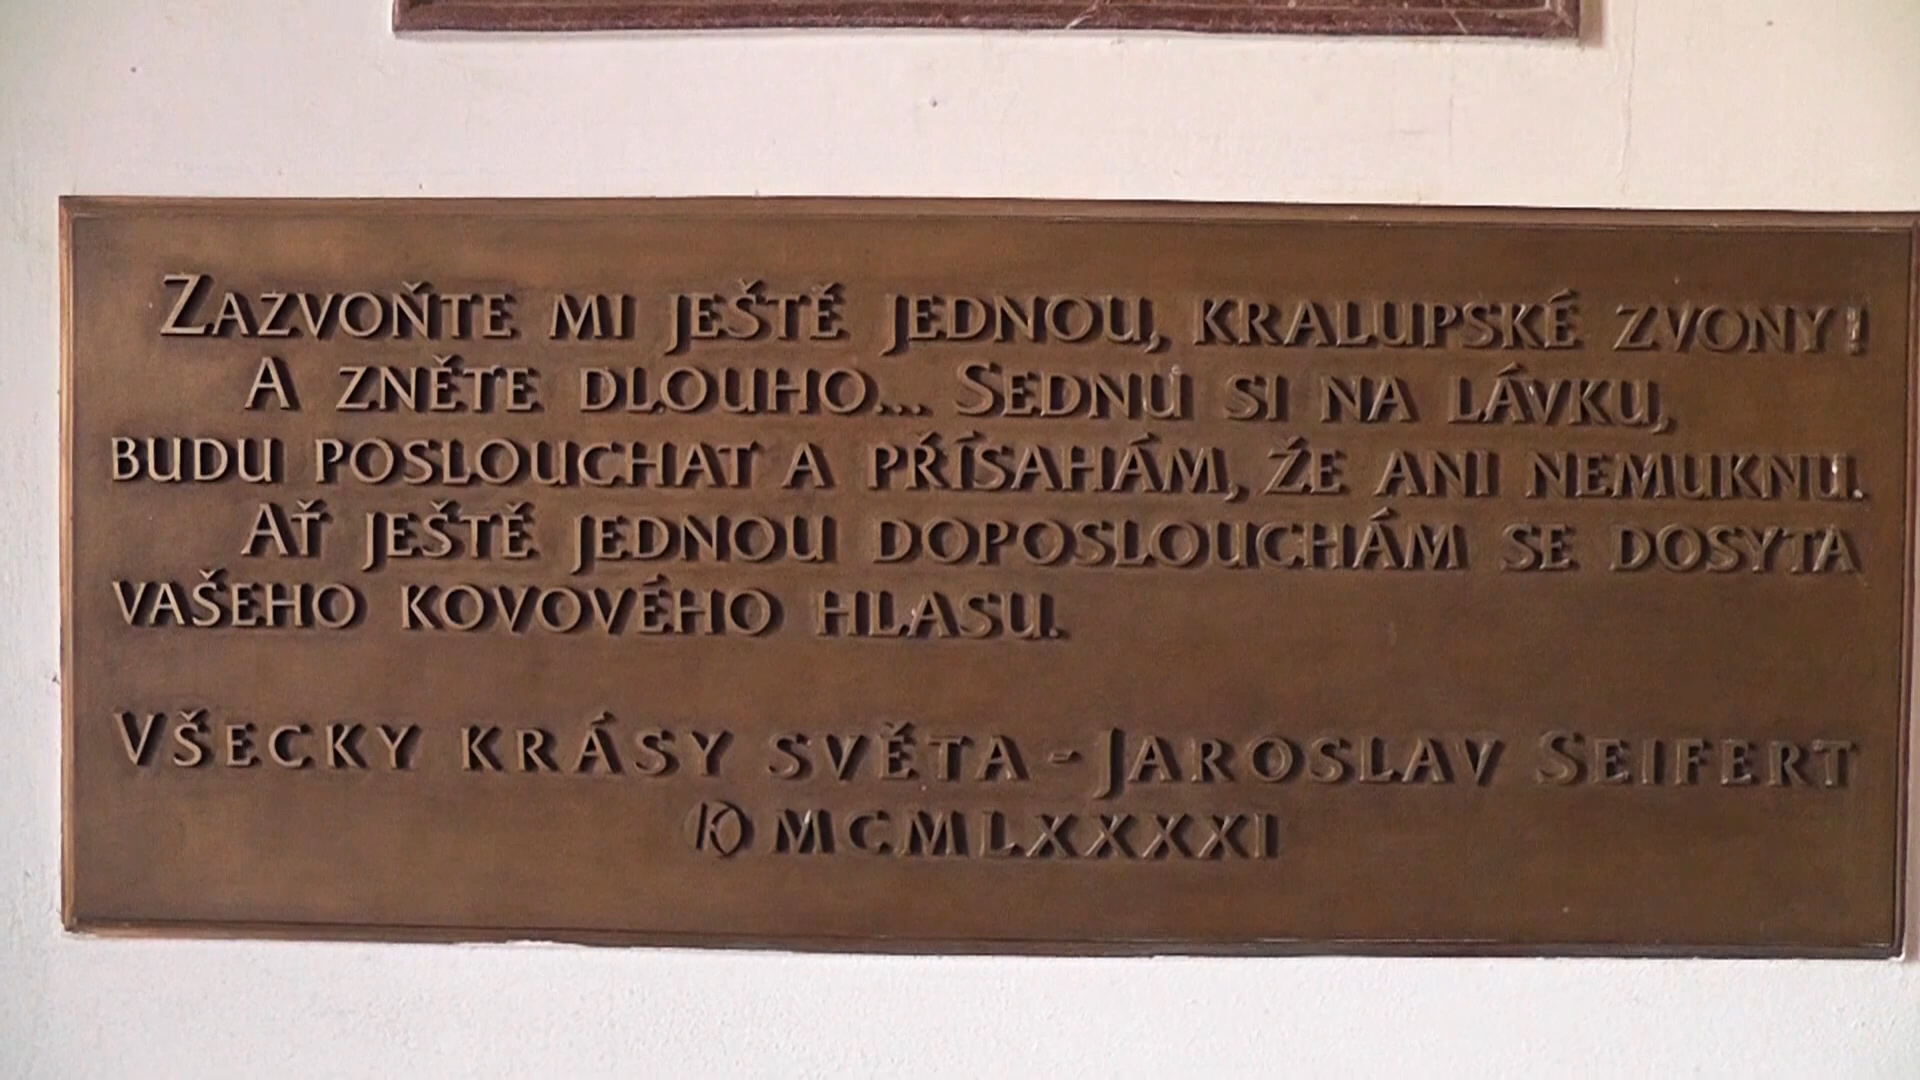 ZAZVOŇTE MI JEŠTĚ JEDNOU, KRALUPSKÉ ZVONY!
A ZNĚTE DLOUHO... SEDNU SI NA LÁVKU,
BUDU POSLOUCHAT A PŘÍSAHÁM, ŽE ANI NEMUKNU.
AŤ JEŠTĚ JEDNOU DOPOSLOUCHÁM SE DOSYTA
VAŠEHO KOVOVÉHO HLASU.
VŠECKY KRÁSY SVĚTA - JAROSLAV SEIFERT
MCMLXXXXI